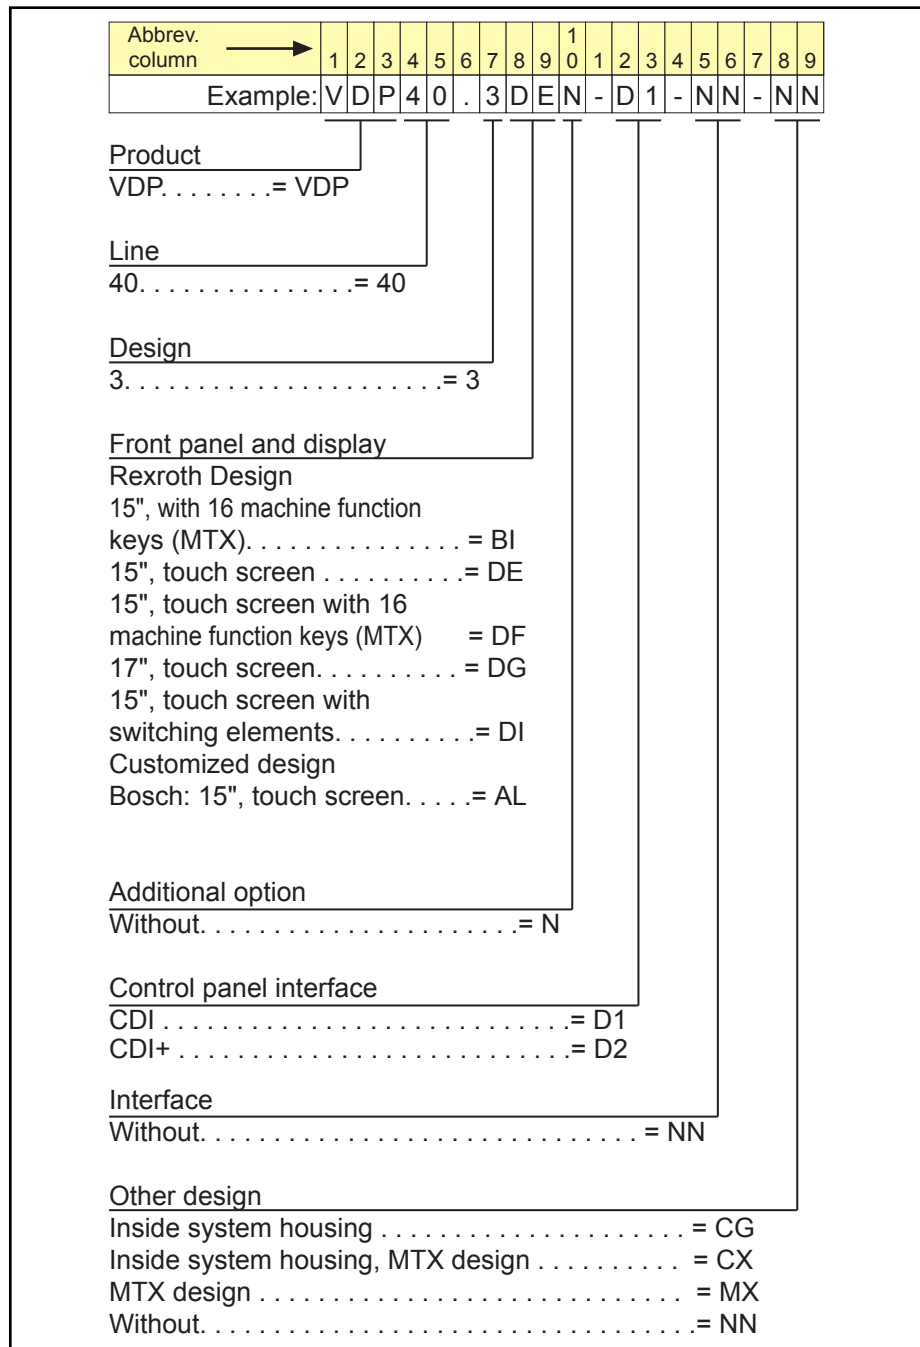 Abbrev.
column 1 2 3 4 5 6 7 8 9 10 1 2 3 4 5 6 7 8 9
Example: V D P 4 0 . 3 D E N - D 1 - N N - N N
Product
VDP. . . . . . . .= VDP
Line
40. . . . . . . . . . . . . . .= 40
Design
3. . . . . . . . . . . . . . . . . . . . . .= 3
Front panel and display
Rexroth Design
15", with 16 machine function
keys (MTX). . . . . . . . . . . . . . . = BI
15", touch screen . . . . . . . . . .= DE
15", touch screen with 16
machine function keys (MTX) = DF
17", touch screen. . . . . . . . . . = DG
15", touch screen with
switching elements. . . . . . . . . .= DI
Customized design
Bosch: 15", touch screen. . . . .= AL
Additional option
Without. . . . . . . . . . . . . . . . . . . . . .= N
Control panel interface
CDI . . . . . . . . . . . . . . . . . . . . . . . . . . . .= D1
CDI+ . . . . . . . . . . . . . . . . . . . . . . . . . . .= D2
Interface
Without. . . . . . . . . . . . . . . . . . . . . . . . . . . . . . = NN
Other design
Inside system housing . . . . . . . . . . . . . . . . . . . . . = CG
Inside system housing, MTX design . . . . . . . . . . = CX
MTX design . . . . . . . . . . . . . . . . . . . . . . . . . . . . . = MX
Without. . . . . . . . . . . . . . . . . . . . . . . . . . . . . . . . . .= NN